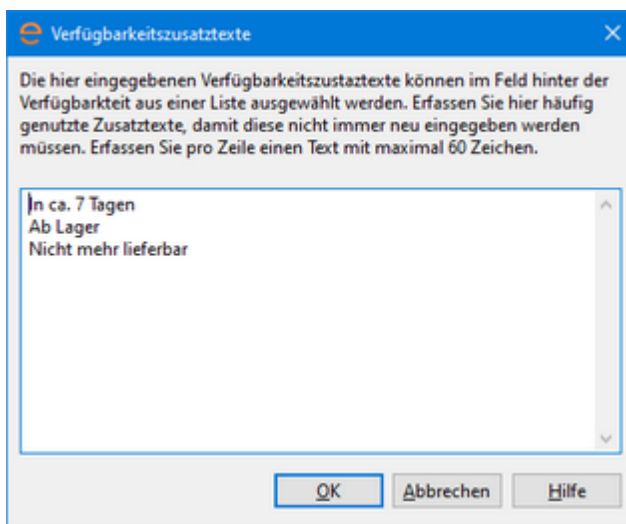 Verfügbarkeitszusatztexte
Die hier eingegebenen Verfügbarkeitszustaztexte können im Feld hinter der
Verfügbarkteit aus einer Liste ausgewählt werden. Erfassen Sie hier häufig
genutzte Zusatztexte, damit diese nicht immer neu eingegeben werden
müssen. Erfassen Sie pro Zeile einen Text mit maximal 60 Zeichen.
In ca. 7 Tagen
Ab Lager
Nicht mehr lieferbar
OK Abbrechen Hilfe